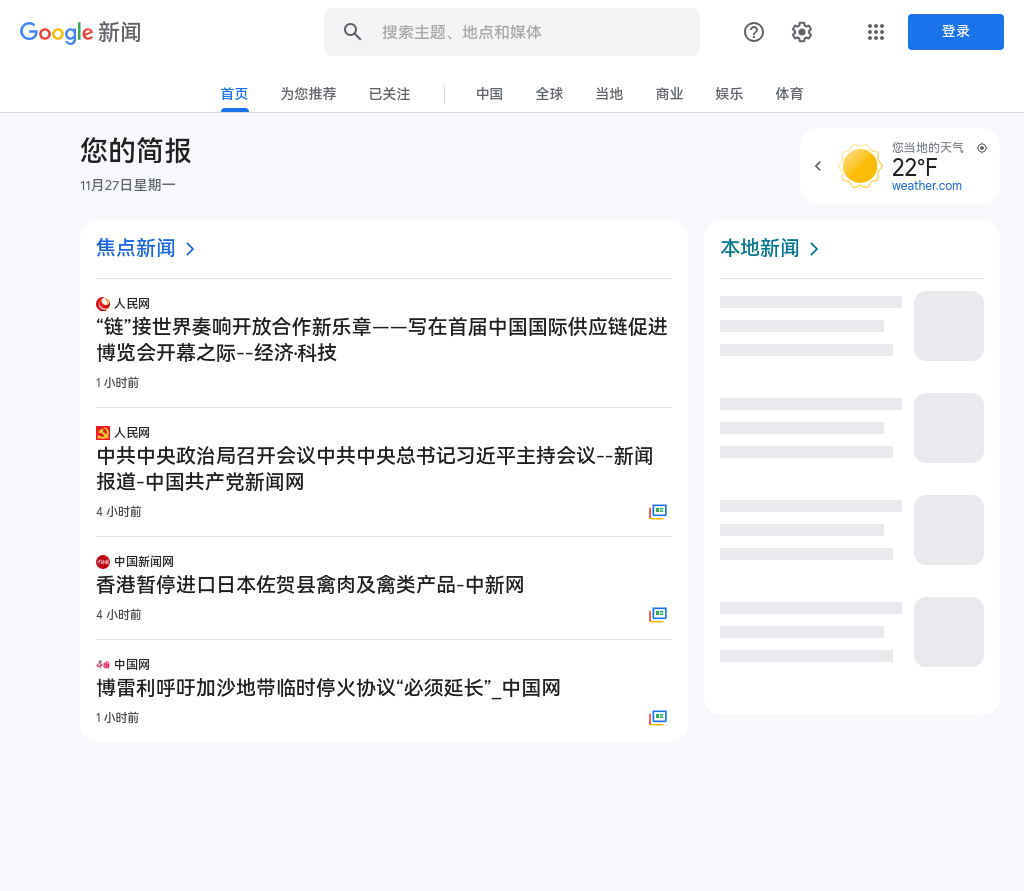 Google 新闻
搜索主题、地点和媒体
登录
首页 为您推荐 已关注 中国 全球 当地 商业 娱乐 体育
您的简报
11月27日星期一
您当地的天气
22°F
weather.com
焦点新闻
人民网
“链”接世界奏响开放合作新乐章——写在首届中国国际供应链促进
博览会开幕之际--经济·科技
1 小时前
人民网
中共中央政治局召开会议中共中央总书记习近平主持会议--新闻
报道-中国共产党新闻网
4 小时前
中国新闻网
香港暂停进口日本佐贺县禽肉及禽类产品-中新网
4 小时前
中国网
博雷利呼吁加沙地带临时停火协议“必须延长”_中国网
1 小时前
本地新闻